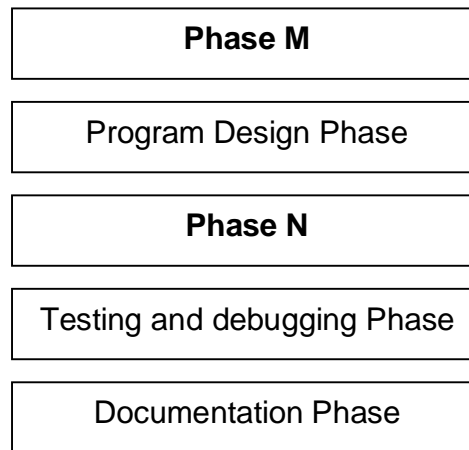 Phase M
Program Design Phase
Phase N
Testing and debugging Phase
Documentation Phase